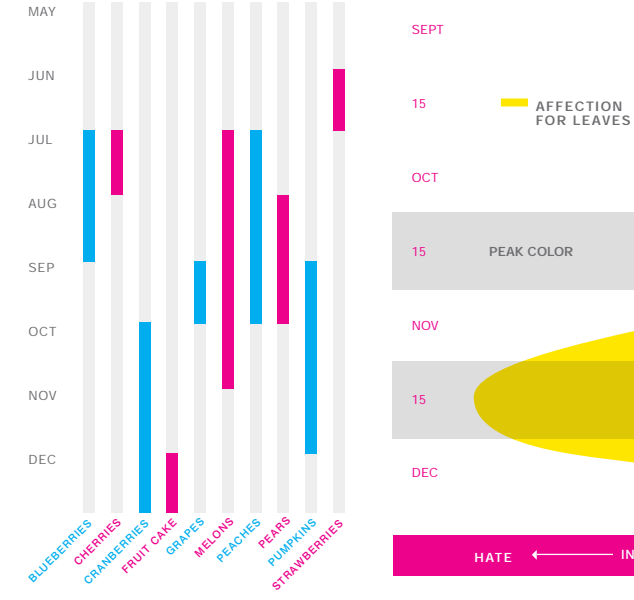 MAY
JUN
JUL
AUG
SEP
OCT
NOV
DEC
BLUEBERRIES
CHERRIES
CRANBERRIES
FRUIT CAKE
GRAPES
MELONS
PEACHES
PEARS
PUMPKINS
STRAWBERRIES
SEPT
15
AFFECTION
FOR LEAVES
OCT
15
PEAK COLOR
NOV
15
DEC
HATE
IN